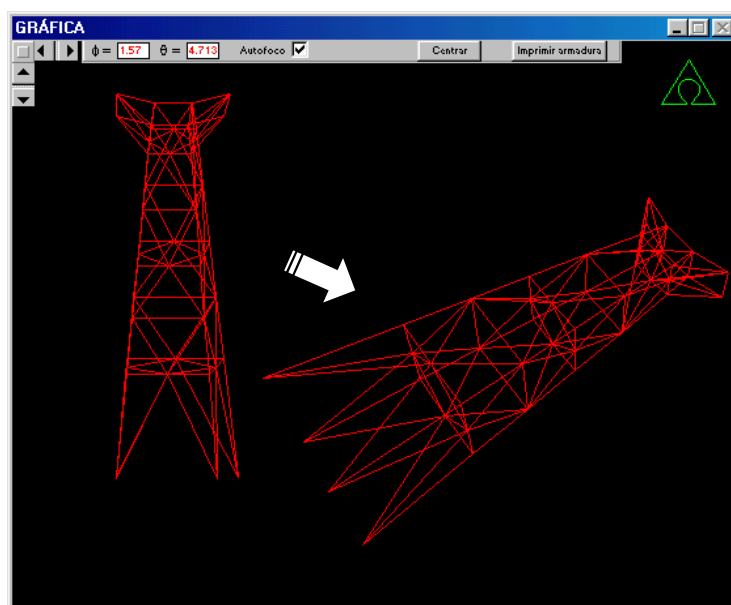 GRÁFICA
ϕ = 1.57 θ = 4.713 Autofoco Centrar Imprimir armadura
Ω